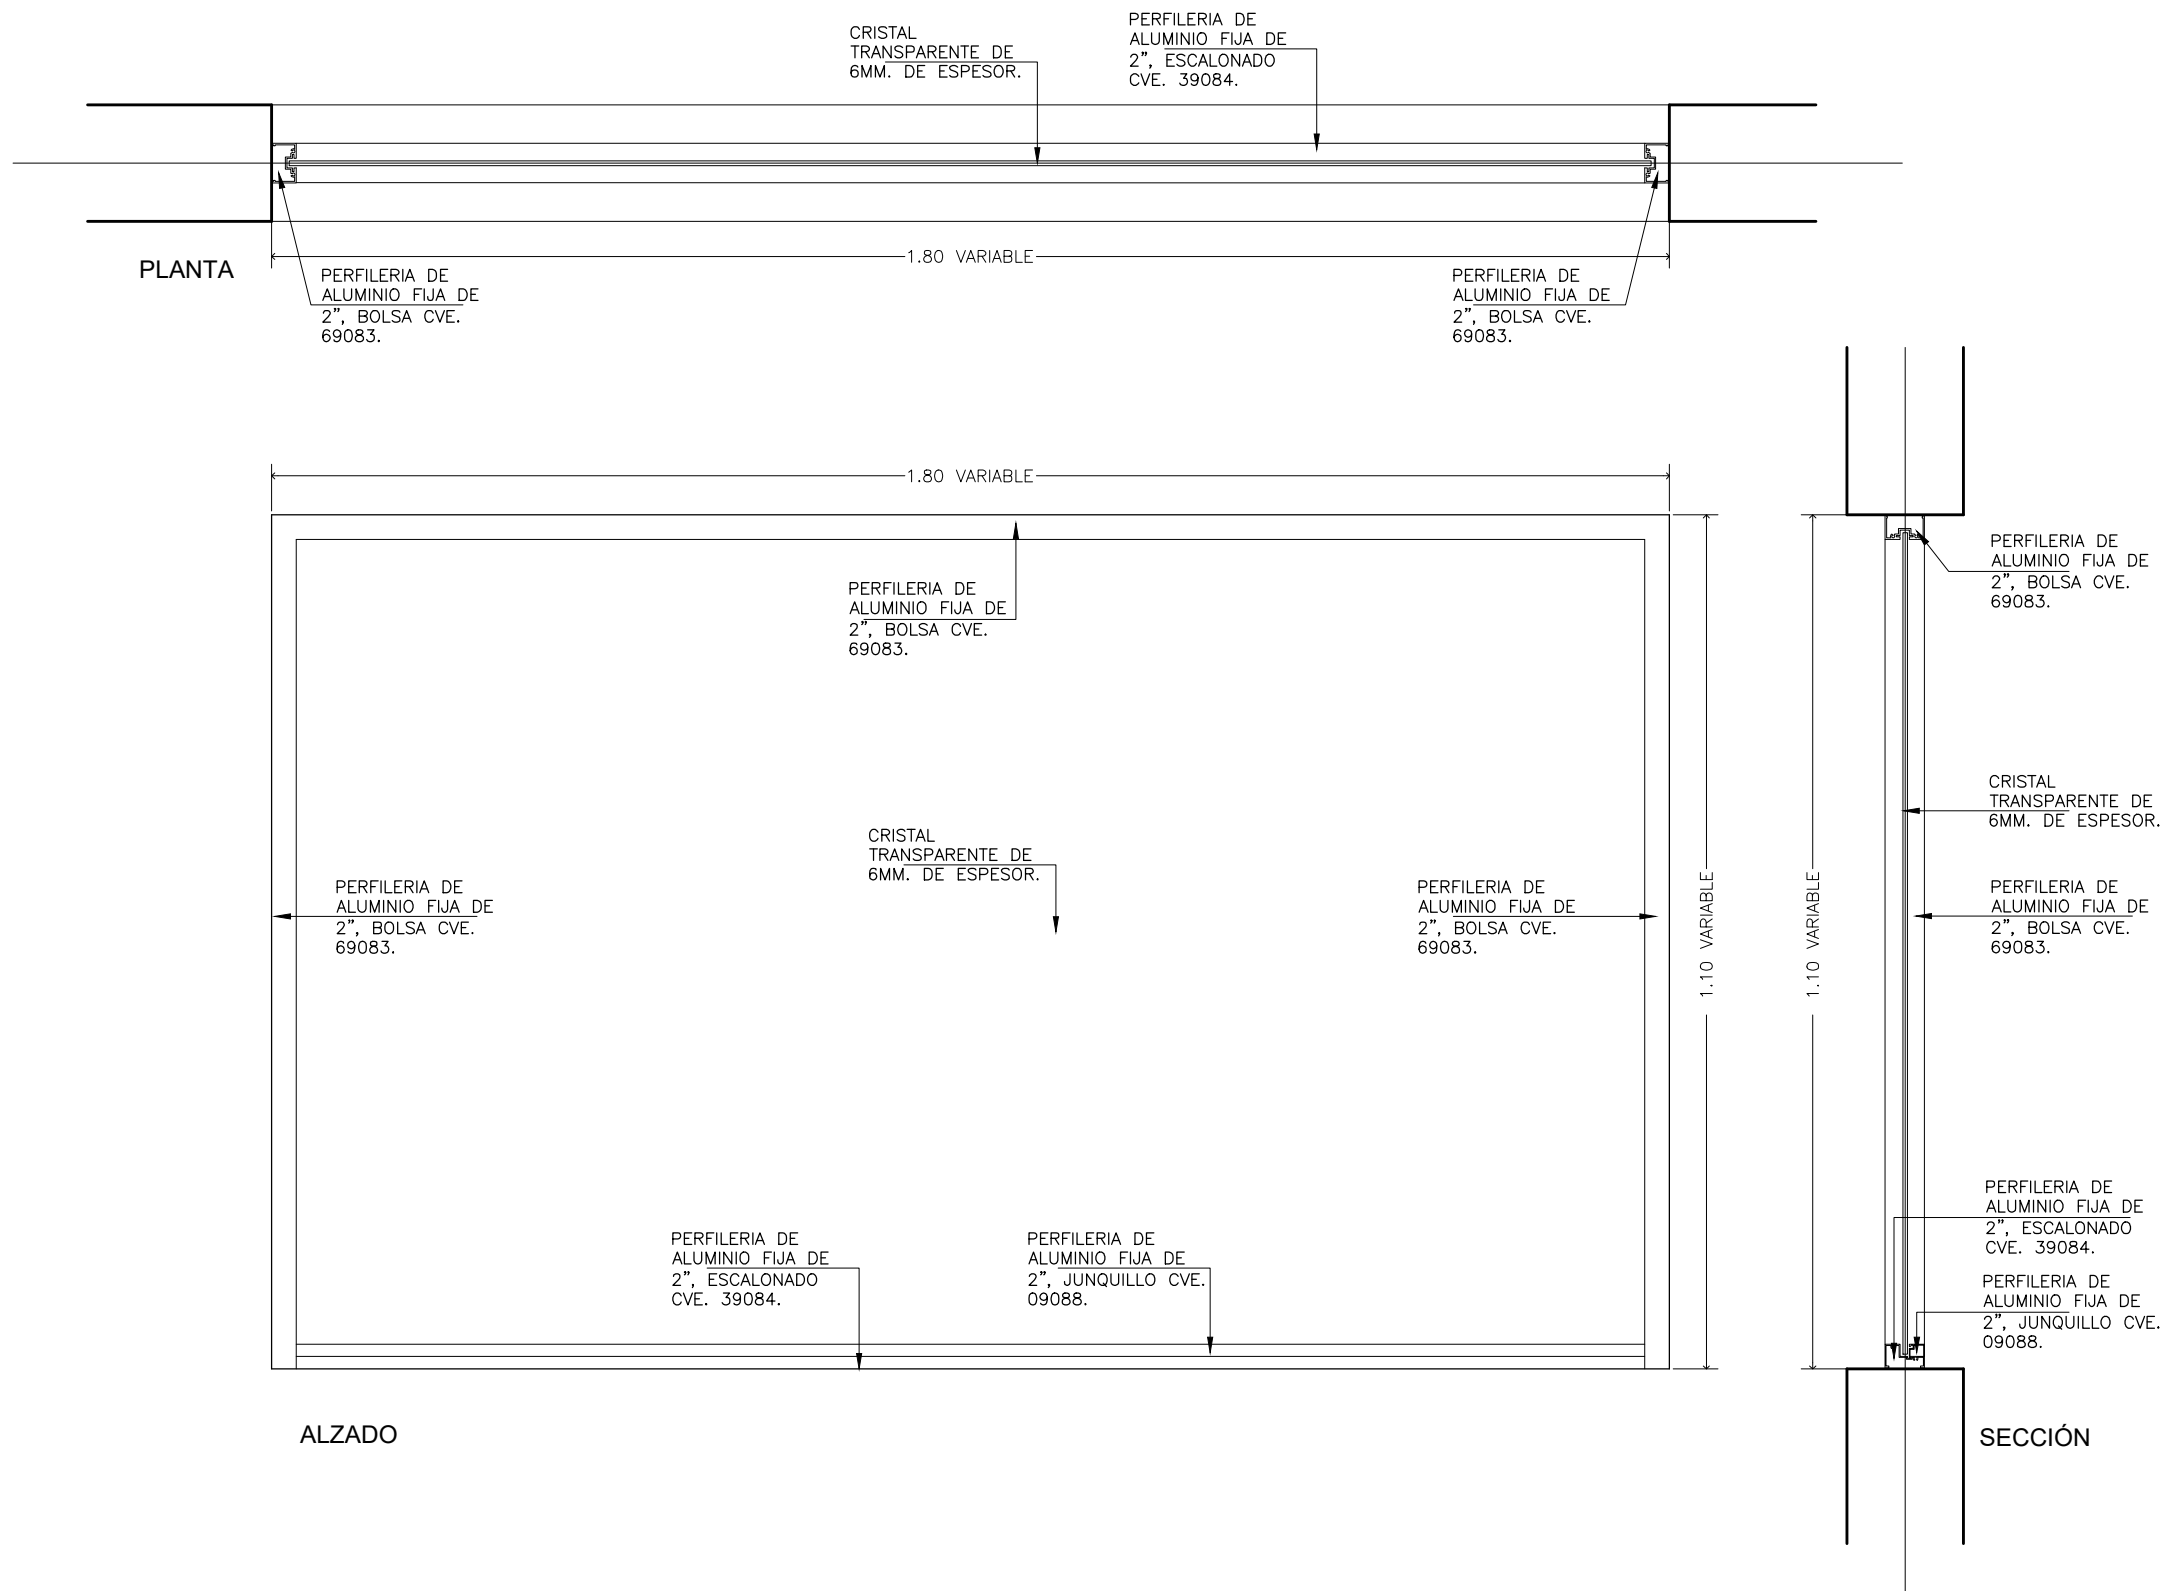 CRISTAL
TRANSPARENTE DE
6MM. DE ESPESOR.
PERFILERIA DE
ALUMINIO FIJA DE
2”, ESCALONADO
CVE. 39084.
1.80 VARIABLE
PLANTA
PERFILERIA DE
ALUMINIO FIJA DE
2”, BOLSA CVE.
69083.
PERFILERIA DE
ALUMINIO FIJA DE
2”, BOLSA CVE.
69083.
1.80 VARIABLE
PERFILERIA DE
ALUMINIO FIJA DE
2”, BOLSA CVE.
69083.
PERFILERIA DE
ALUMINIO FIJA DE
2”, BOLSA CVE.
69083.
CRISTAL
TRANSPARENTE DE
6MM. DE ESPESOR.
PERFILERIA DE
ALUMINIO FIJA DE
2”, BOLSA CVE.
69083.
1.10 VARIABLE
PERFILERIA DE
ALUMINIO FIJA DE
2”, ESCALONADO
CVE. 39084.
PERFILERIA DE
ALUMINIO FIJA DE
2”, JUNQUILLO CVE.
09088.
ALZADO
1.10 VARIABLE
PERFILERIA DE
ALUMINIO FIJA DE
2”, BOLSA CVE.
69083.
CRISTAL
TRANSPARENTE DE
6MM. DE ESPESOR.
PERFILERIA DE
ALUMINIO FIJA DE
2”, BOLSA CVE.
69083.
PERFILERIA DE
ALUMINIO FIJA DE
2”, ESCALONADO
CVE. 39084.
PERFILERIA DE
ALUMINIO FIJA DE
2”, JUNQUILLO CVE.
09088.
SECCIÓN